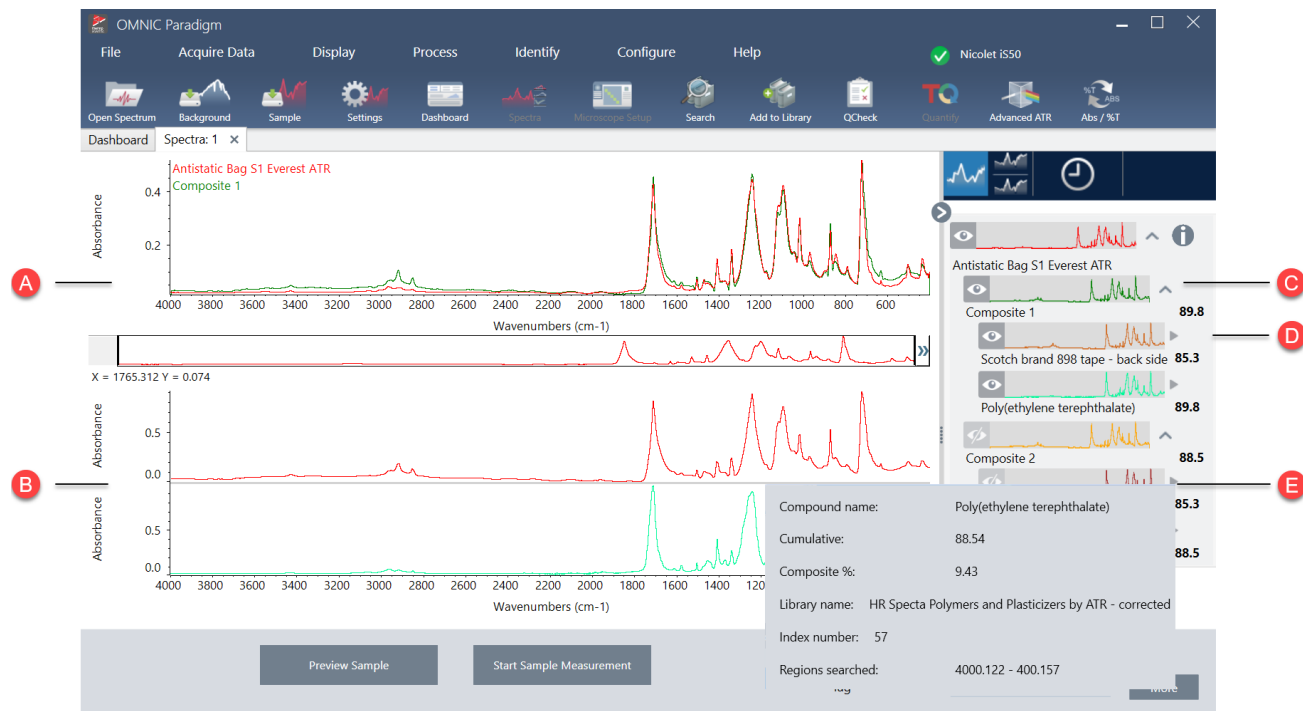 OMNIC Paradigm
File Acquire Data Display Process Identify Configure Help Nicolet iS50
%T ABS TQ
Open Spectrum Background Sample Settings Dashboard Spectra Microscope Setup Search Add to Library QCheck Quantify Advanced ATR Abs / %T
Dashboard Spectra: 1 ×
Antistatic Bag S1 Everest ATR
Composite 1
Absorbance
0.4
0.2
4000 3800 3600 3400 3200 3000 2800 2600 2400 2200 2000 1800 1600 1400 1200 1000 800 600
Wavenumbers (cm-1)
X = 1765.312 Y = 0.074
Absorbance
0.5
0.0
Absorbance
0.5
0.0
4000 3800 3600 3400 3200 3000 2800 2600 2400 2200 2000 1800 1600 1400 120
Wavenumbers (cm-1)
Preview Sample Start Sample Measurement
i
Antistatic Bag S1 Everest ATR
Composite 1 89.8
Scotch brand 898 tape - back side 85.3
Poly(ethylene terephthalate) 89.8
Composite 2 88.5
85.3
88.5
Compound name: Poly(ethylene terephthalate)
Cumulative: 88.54
Composite %: 9.43
Library name: HR Specta Polymers and Plasticizers by ATR - corrected
Index number: 57
Regions searched: 4000.122 - 400.157
More
A
B
C
D
E